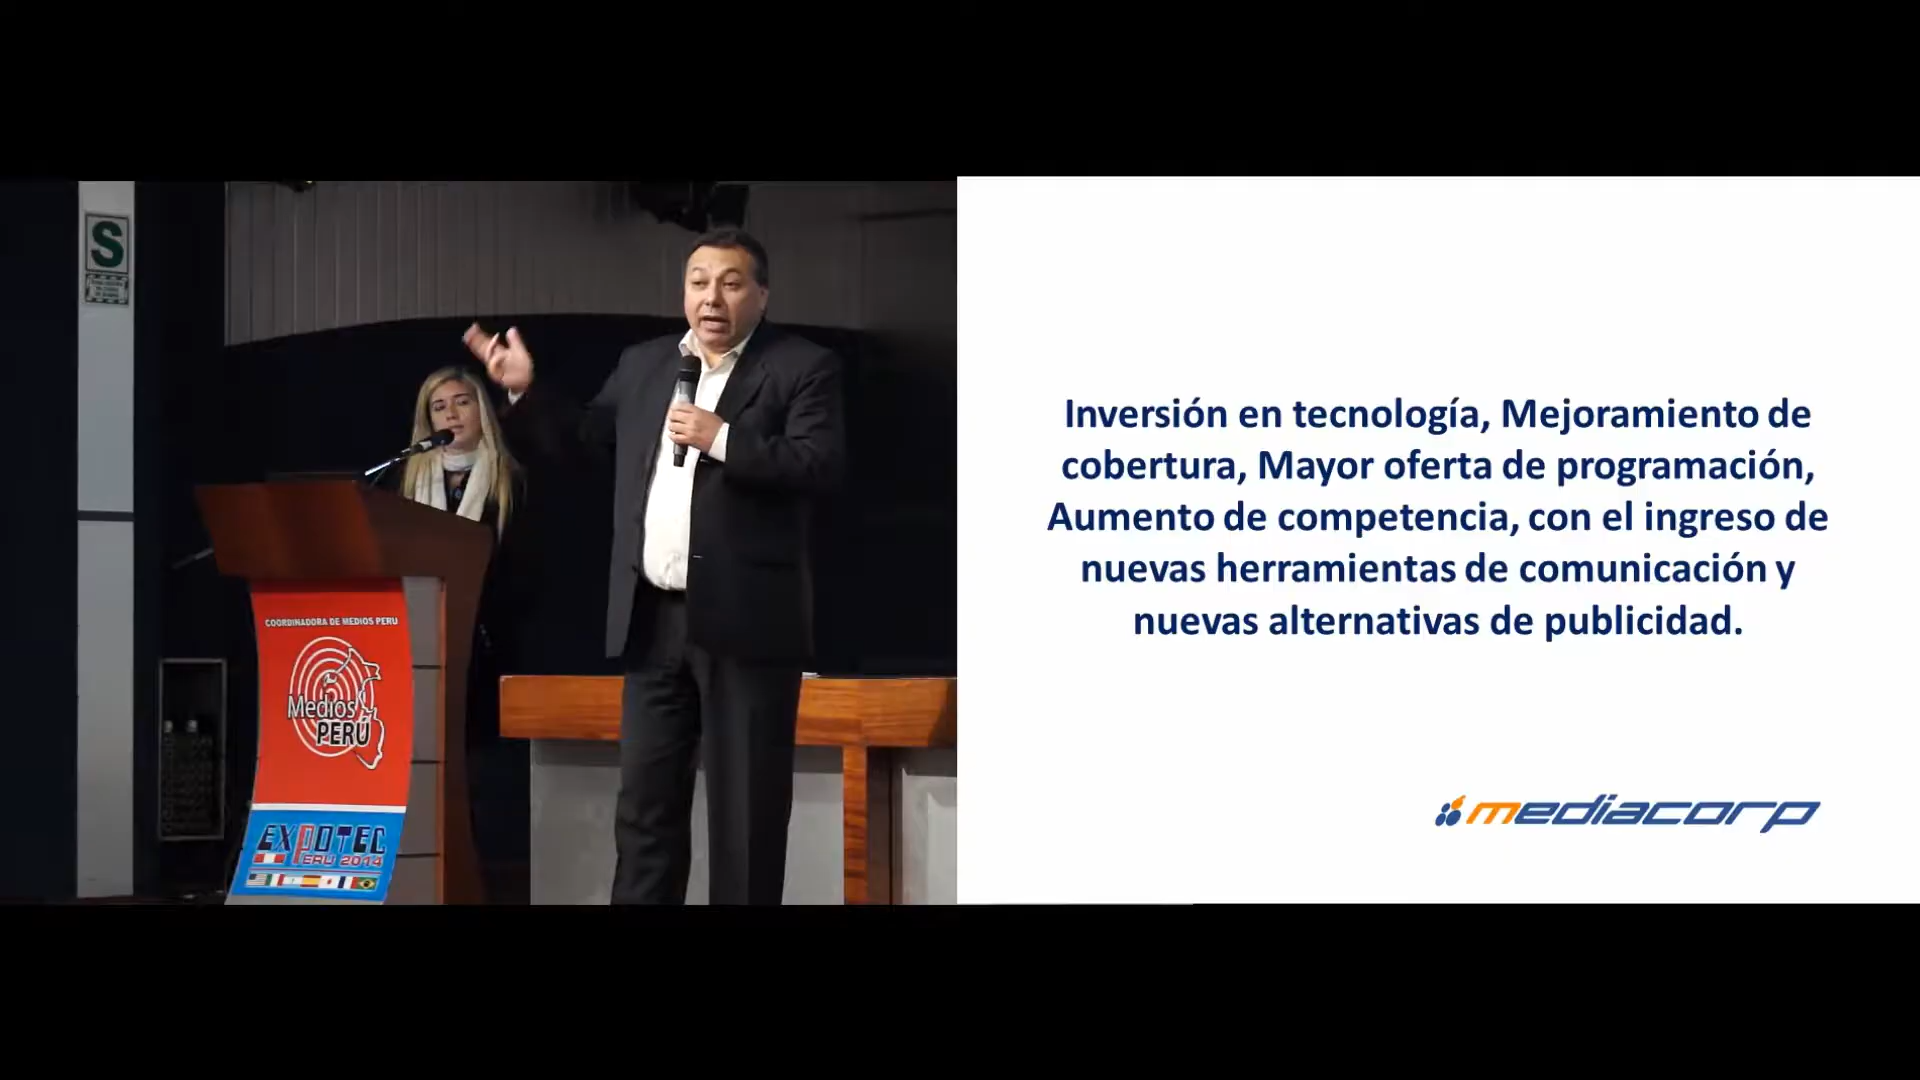 S
COORDINADORA DE MEDIOS PERU
Medios
PERÚ
EXPOTEC
PERU 2014
Inversión en tecnología, Mejoramiento de
cobertura, Mayor oferta de programación,
Aumento de competencia, con el ingreso de
nuevas herramientas de comunicación y
nuevas alternativas de publicidad.
mediacorp